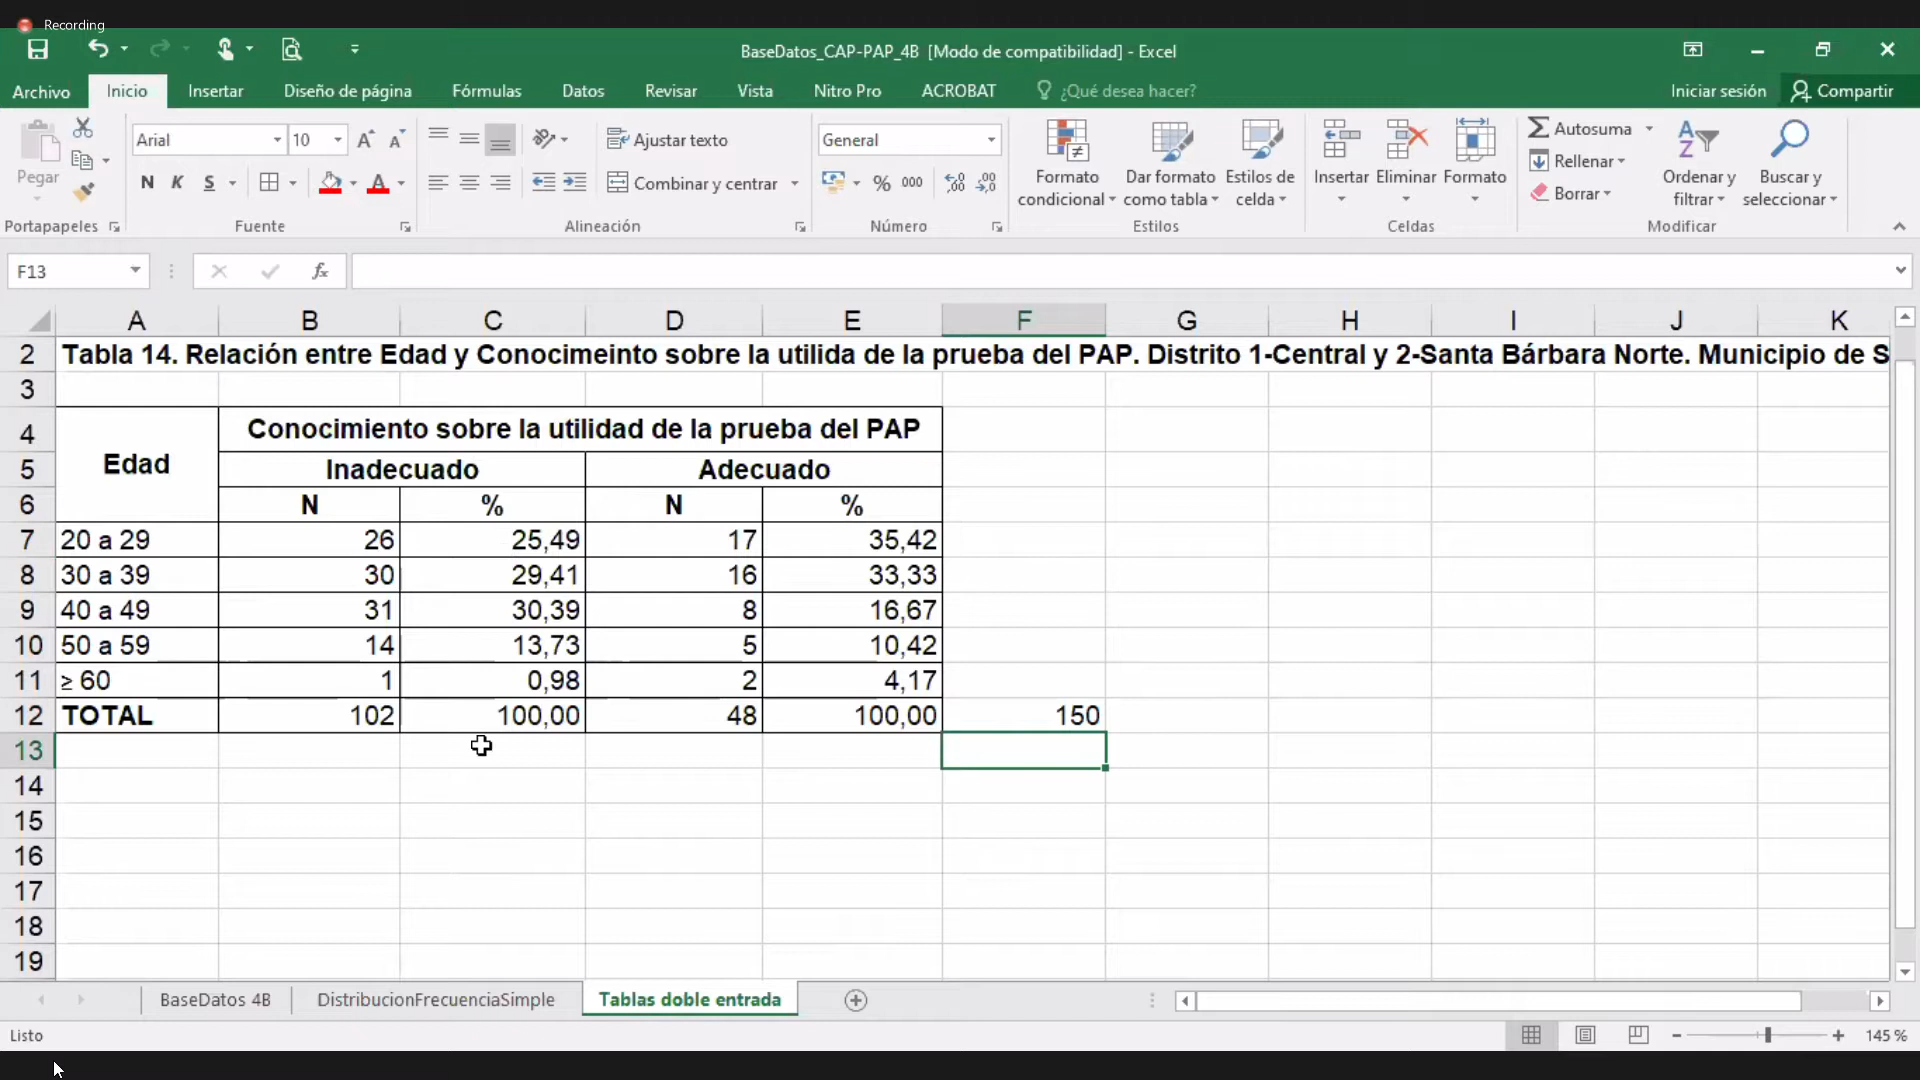 Recording
BaseDatos_CAP-PAP_4B [Modo de compatibilidad] - Excel
Archivo Inicio Insertar Diseño de página Fórmulas Datos Revisar Vista Nitro Pro ACROBAT ¿Qué desea hacer? Iniciar sesión Compartir
Pegar
Portapapeles
Arial 10
N K S
Fuente
Ajustar texto
Combinar y centrar
Alineación
General
% 000
Número
Formato condicional
Dar formato como tabla
Estilos de celda
Estilos
Insertar
Eliminar
Formato
Celdas
Autosuma
Rellenar
Borrar
Ordenar y filtrar
Buscar y seleccionar
Modificar
F13 fx
A B C D E F G H I J K
2 Tabla 14. Relación entre Edad y Conocimeinto sobre la utilida de la prueba del PAP. Distrito 1-Central y 2-Santa Bárbara Norte. Municipio de S
3
4 Edad Conocimiento sobre la utilidad de la prueba del PAP
5 Inadecuado Adecuado
6 N % N %
7 20 a 29 26 25,49 17 35,42
8 30 a 39 30 29,41 16 33,33
9 40 a 49 31 30,39 8 16,67
10 50 a 59 14 13,73 5 10,42
11 ≥ 60 1 0,98 2 4,17
12 TOTAL 102 100,00 48 100,00 150
13
14
15
16
17
18
19
BaseDatos 4B DistribucionFrecuenciaSimple Tablas doble entrada
Listo 145 %